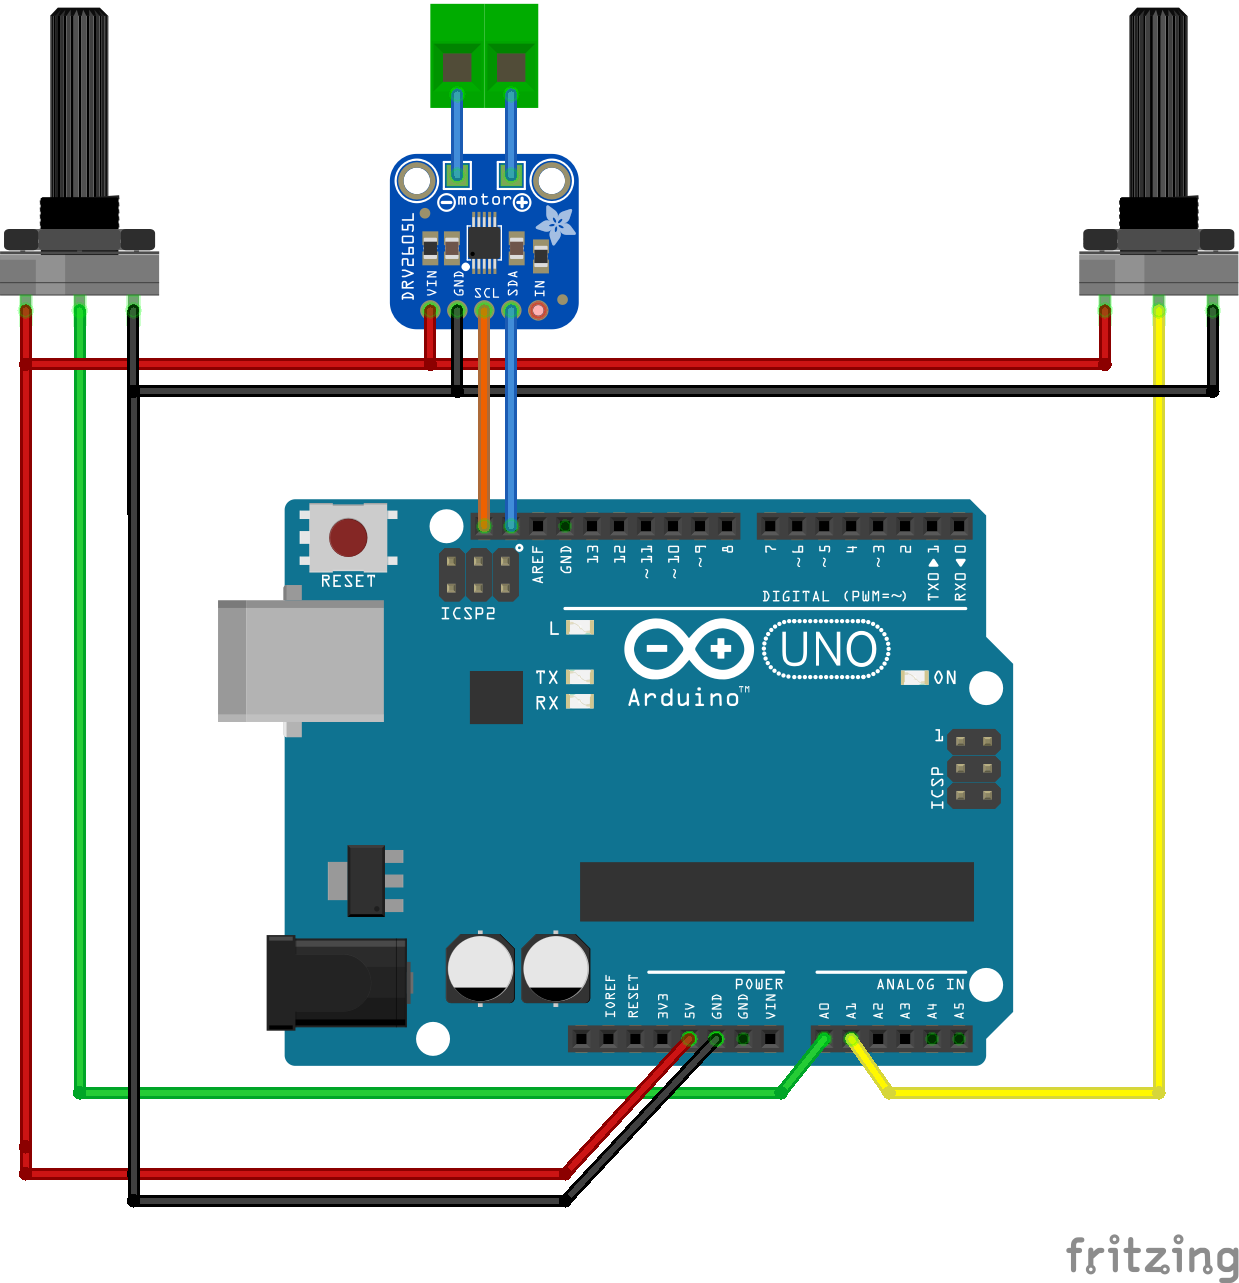 motor
DRV2605L
VIN
GND
SCL
SDA
IN
RESET
ICSP2
AREF
GND
13
12
~11
~10
~9
8
7
~6
~5
4
~3
2
TX0▶1
RX0◀0
DIGITAL (PWM=~)
L
TX
RX
UNO
Arduino™
ON
1
ICSP
IOREF
RESET
3V3
5V
GND
GND
VIN
POWER
ANALOG IN
A0
A1
A2
A3
A4
A5
fritzing